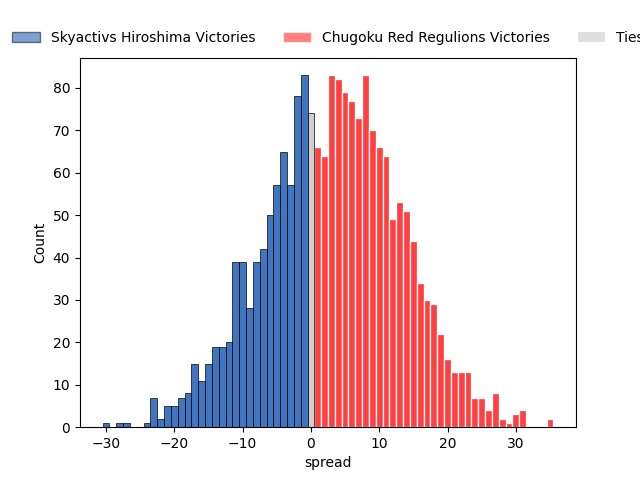 Skyactivs Hiroshima Victories Chugoku Red Regulions Victories Ties
80
70
60
50
40
30
20
10
0
Count
−30 −20 −10 0 10 20 30
spread